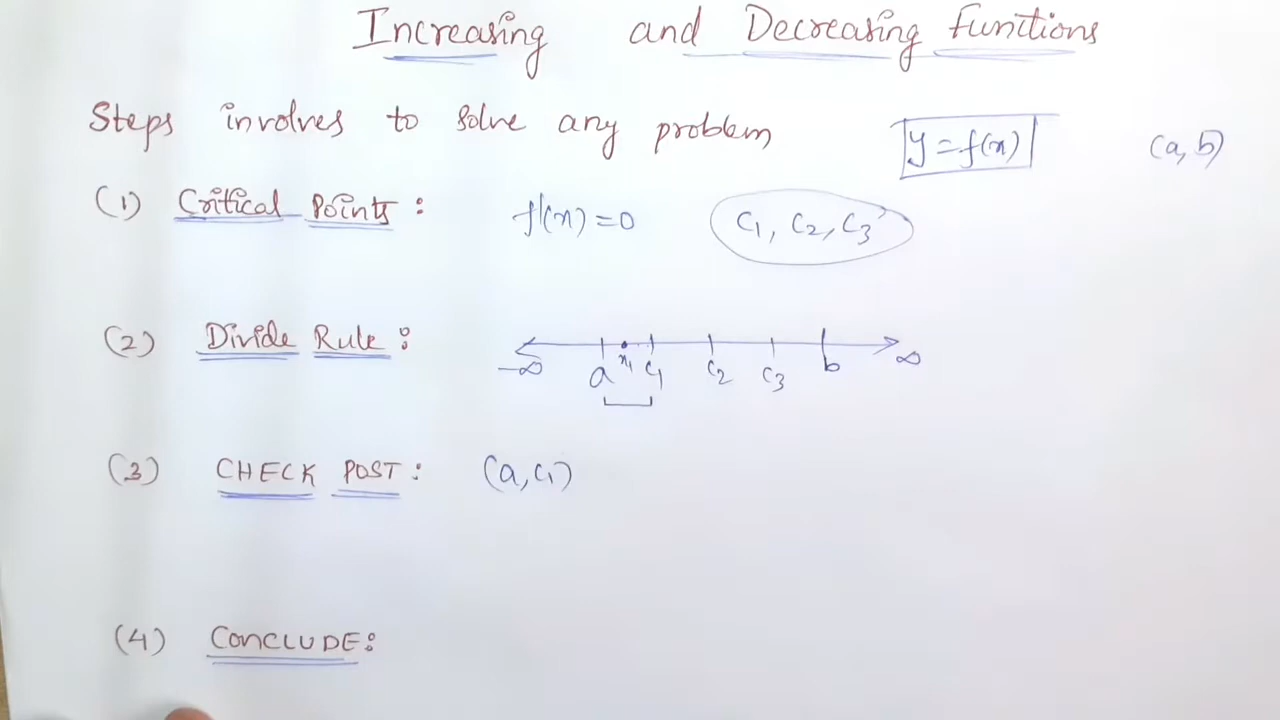 Increasing and Decreasing Functions
Steps involves to solve any problem y = f(x) (a, b)
(1) Critical Points : f'(x) = 0 C1, C2, C3
(2) Divide Rule : -∞ a x1 C1 C2 C3 b ∞
(3) CHECK POST : (a, C1)
(4) CONCLUDE :